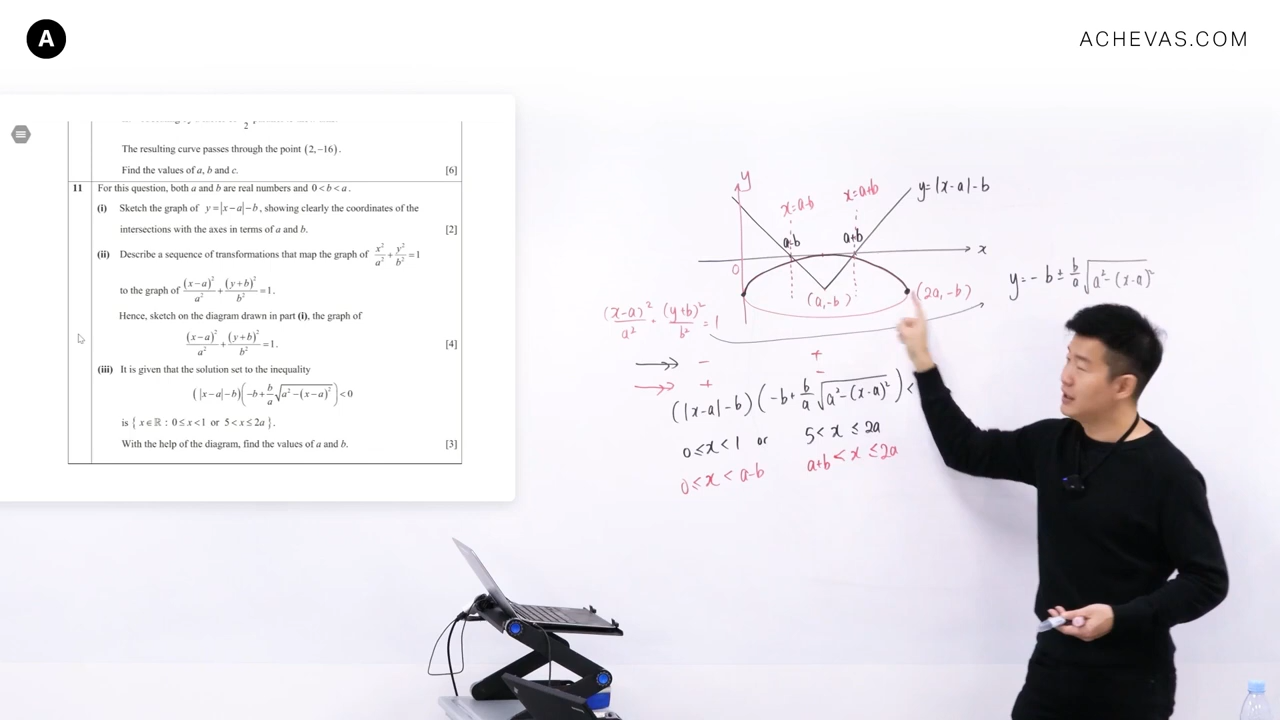 A
ACHEVAS.COM
2
The resulting curve passes through the point (2,−16).
Find the values of a, b and c. [6]
11 For this question, both a and b are real numbers and 0<b<a.
(i) Sketch the graph of y=|x−a|−b, showing clearly the coordinates of the
intersections with the axes in terms of a and b. [2]
(ii) Describe a sequence of transformations that map the graph of x²/a² + y²/b² = 1
to the graph of (x−a)²/a² + (y+b)²/b² = 1.
Hence, sketch on the diagram drawn in part (i), the graph of
(x−a)²/a² + (y+b)²/b² = 1. [4]
(iii) It is given that the solution set to the inequality
(|x−a|−b)(−b+b/a√(a²−(x−a)²))<0
is {x∈ℝ : 0≤x<1 or 5<x≤2a}.
With the help of the diagram, find the values of a and b. [3]
y
x=a-b
x=a+b
y=|x-a|-b
a-b
a+b
x
0
(a,-b)
(2a,-b)
y=-b±b/a√(a²-(x-a)²)
(x-a)²/a² + (y+b)²/b² = 1
− +
+ −
(|x-a|-b)(-b+b/a√(a²-(x-a)²))<
0≤x<1 or 5<x≤2a
0≤x<a-b a+b<x≤2a